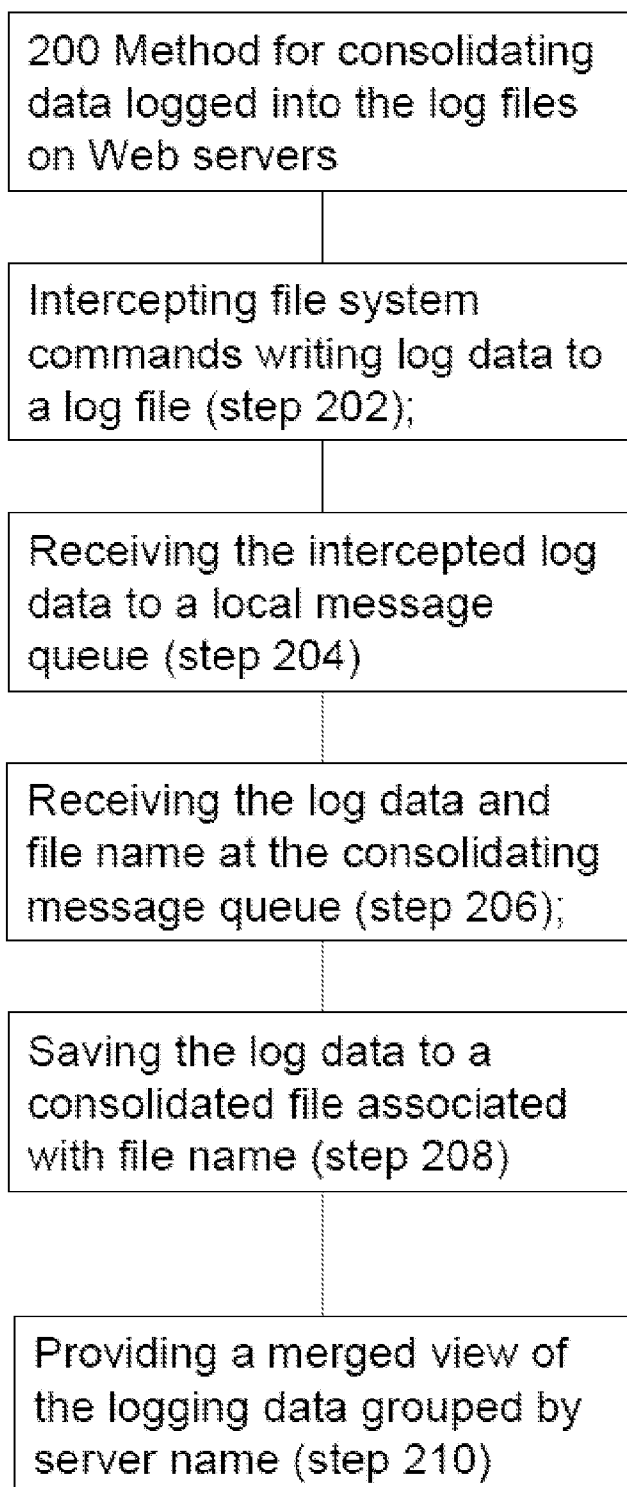 200 Method for consolidating
data logged into the log files
on Web servers
Intercepting file system
commands writing log data to
a log file (step 202);
Receiving the intercepted log
data to a local message
queue (step 204)
Receiving the log data and
file name at the consolidating
message queue (step 206);
Saving the log data to a
consolidated file associated
with file name (step 208)
Providing a merged view of
the logging data grouped by
server name (step 210)